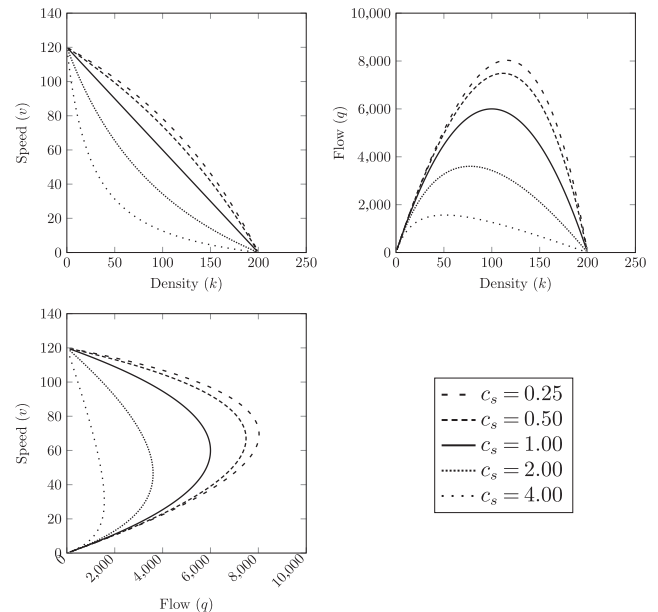 140
120
100
80
60
40
20
0
Speed (v)
0 50 100 150 200 250
Density (k)
10,000
8,000
6,000
4,000
2,000
0
Flow (q)
0 50 100 150 200 250
Density (k)
140
120
100
80
60
40
20
0
Speed (v)
0 2,000 4,000 6,000 8,000 10,000
Flow (q)
c_s = 0.25
c_s = 0.50
c_s = 1.00
c_s = 2.00
c_s = 4.00